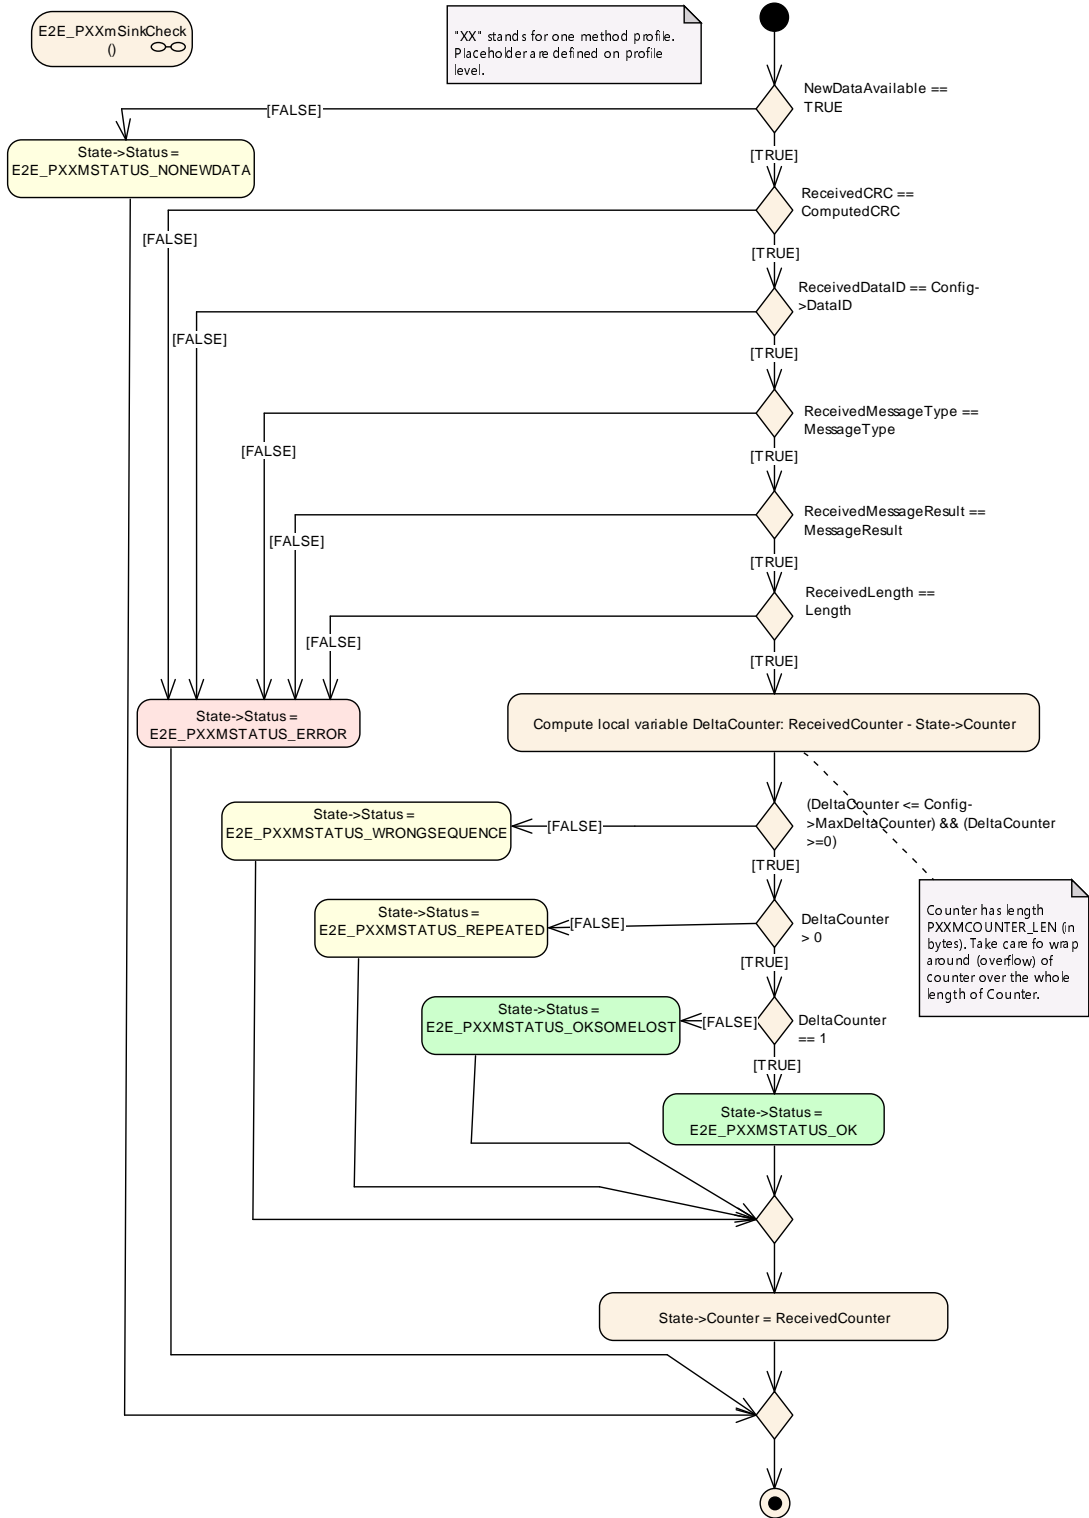 E2E_PXXmSinkCheck
()
"XX" stands for one method profile.
Placeholder are defined on profile
level.
NewDataAvailable ==
TRUE
[FALSE]
State->Status =
E2E_PXXMSTATUS_NONEWDATA
[TRUE]
ReceivedCRC ==
ComputedCRC
[FALSE]
[TRUE]
ReceivedDataID == Config-
>DataID
[FALSE]
[TRUE]
ReceivedMessageType ==
MessageType
[FALSE]
[TRUE]
ReceivedMessageResult ==
MessageResult
[FALSE]
[TRUE]
ReceivedLength ==
Length
[FALSE]
[TRUE]
State->Status =
E2E_PXXMSTATUS_ERROR
Compute local variable DeltaCounter: ReceivedCounter - State->Counter
(DeltaCounter <= Config-
>MaxDeltaCounter) && (DeltaCounter
>=0)
[FALSE]
State->Status =
E2E_PXXMSTATUS_WRONGSEQUENCE
[TRUE]
Counter has length
PXXMCOUNTER_LEN (in
bytes). Take care fo wrap
around (overflow) of
counter over the whole
length of Counter.
DeltaCounter
> 0
[FALSE]
State->Status =
E2E_PXXMSTATUS_REPEATED
[TRUE]
DeltaCounter
== 1
[FALSE]
State->Status =
E2E_PXXMSTATUS_OKSOMELOST
[TRUE]
State->Status =
E2E_PXXMSTATUS_OK
State->Counter = ReceivedCounter